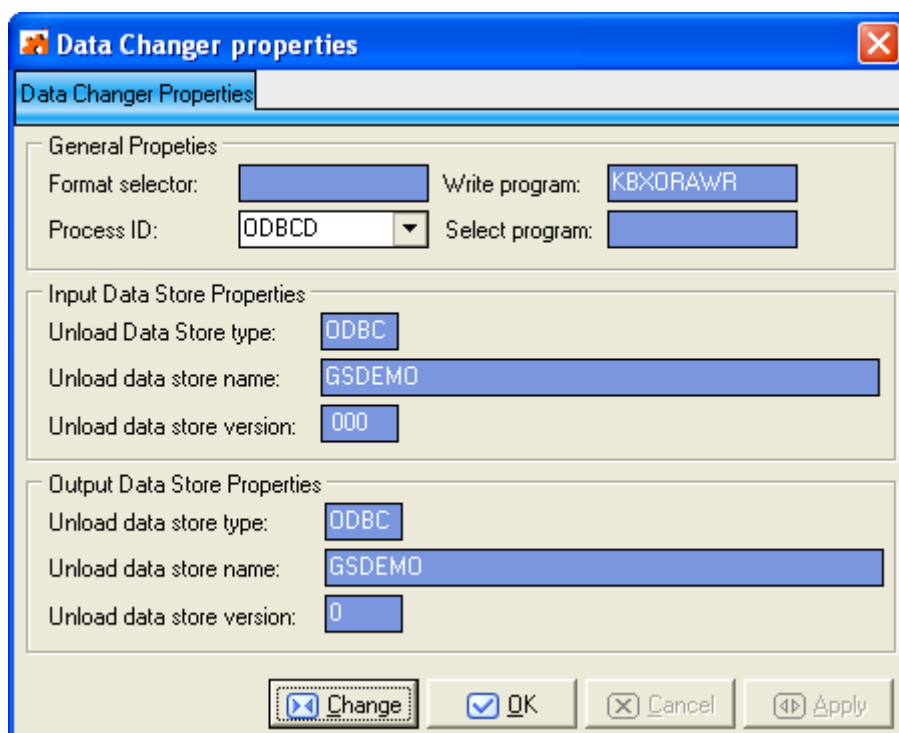 Data Changer properties
Data Changer Properties
General Propeties
Format selector: Write program: KBXORAWR
Process ID: ODBCD Select program:
Input Data Store Properties
Unload Data Store type: ODBC
Unload data store name: GSDEMO
Unload data store version: 000
Output Data Store Properties
Unload data store type: ODBC
Unload data store name: GSDEMO
Unload data store version: 0
Change OK Cancel Apply